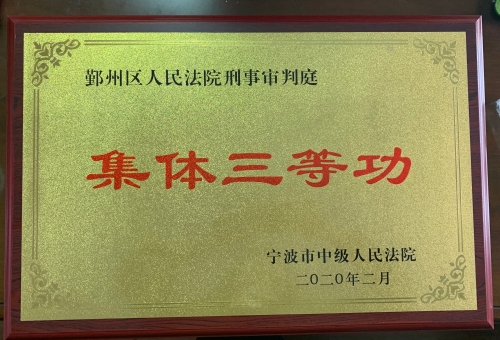 鄞州区人民法院刑事审判庭
集体三等功
宁波市中级人民法院
二〇二〇年二月